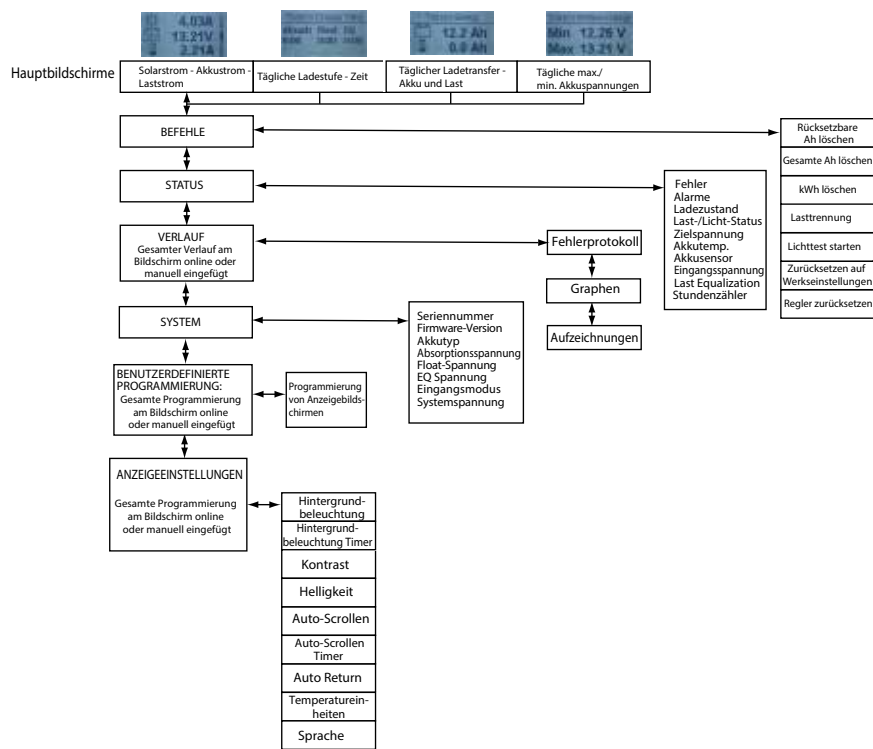 4.03A
13.21V
2.21A
12.2 Ah
0.0 Ah
Min 12.26 V
Max 13.21 V
Hauptbildschirme
Solarstrom - Akkustrom -
Laststrom
Tägliche Ladestufe - Zeit
Täglicher Ladetransfer -
Akku und Last
Tägliche max./
min. Akkuspannungen
BEFEHLE
Rücksetzbare
Ah löschen
Gesamte Ah löschen
kWh löschen
Lasttrennung
Lichttest starten
Zurücksetzen auf
Werkseinstellungen
Regler zurücksetzen
STATUS
Fehler
Alarme
Ladezustand
Last-/Licht-Status
Zielspannung
Akkutemp.
Akkusensor
Eingangsspannung
Last Equalization
Stundenzähler
VERLAUF
Gesamter Verlauf am
Bildschirm online oder
manuell eingefügt
Fehlerprotokoll
Graphen
Aufzeichnungen
SYSTEM
Seriennummer
Firmware-Version
Akkutyp
Absorptionsspannung
Float-Spannung
EQ Spannung
Eingangsmodus
Systemspannung
BENUTZERDEFINIERTE
PROGRAMMIERUNG:
Gesamte Programmierung
am Bildschirm online
oder manuell eingefügt
Programmierung
von Anzeigebilds-
chirmen
ANZEIGEEINSTELLUNGEN
Gesamte Programmierung
am Bildschirm online
oder manuell eingefügt
Hintergrund-
beleuchtung
Hintergrund-
beleuchtung Timer
Kontrast
Helligkeit
Auto-Scrollen
Auto-Scrollen
Timer
Auto Return
Temperaturein-
heiten
Sprache